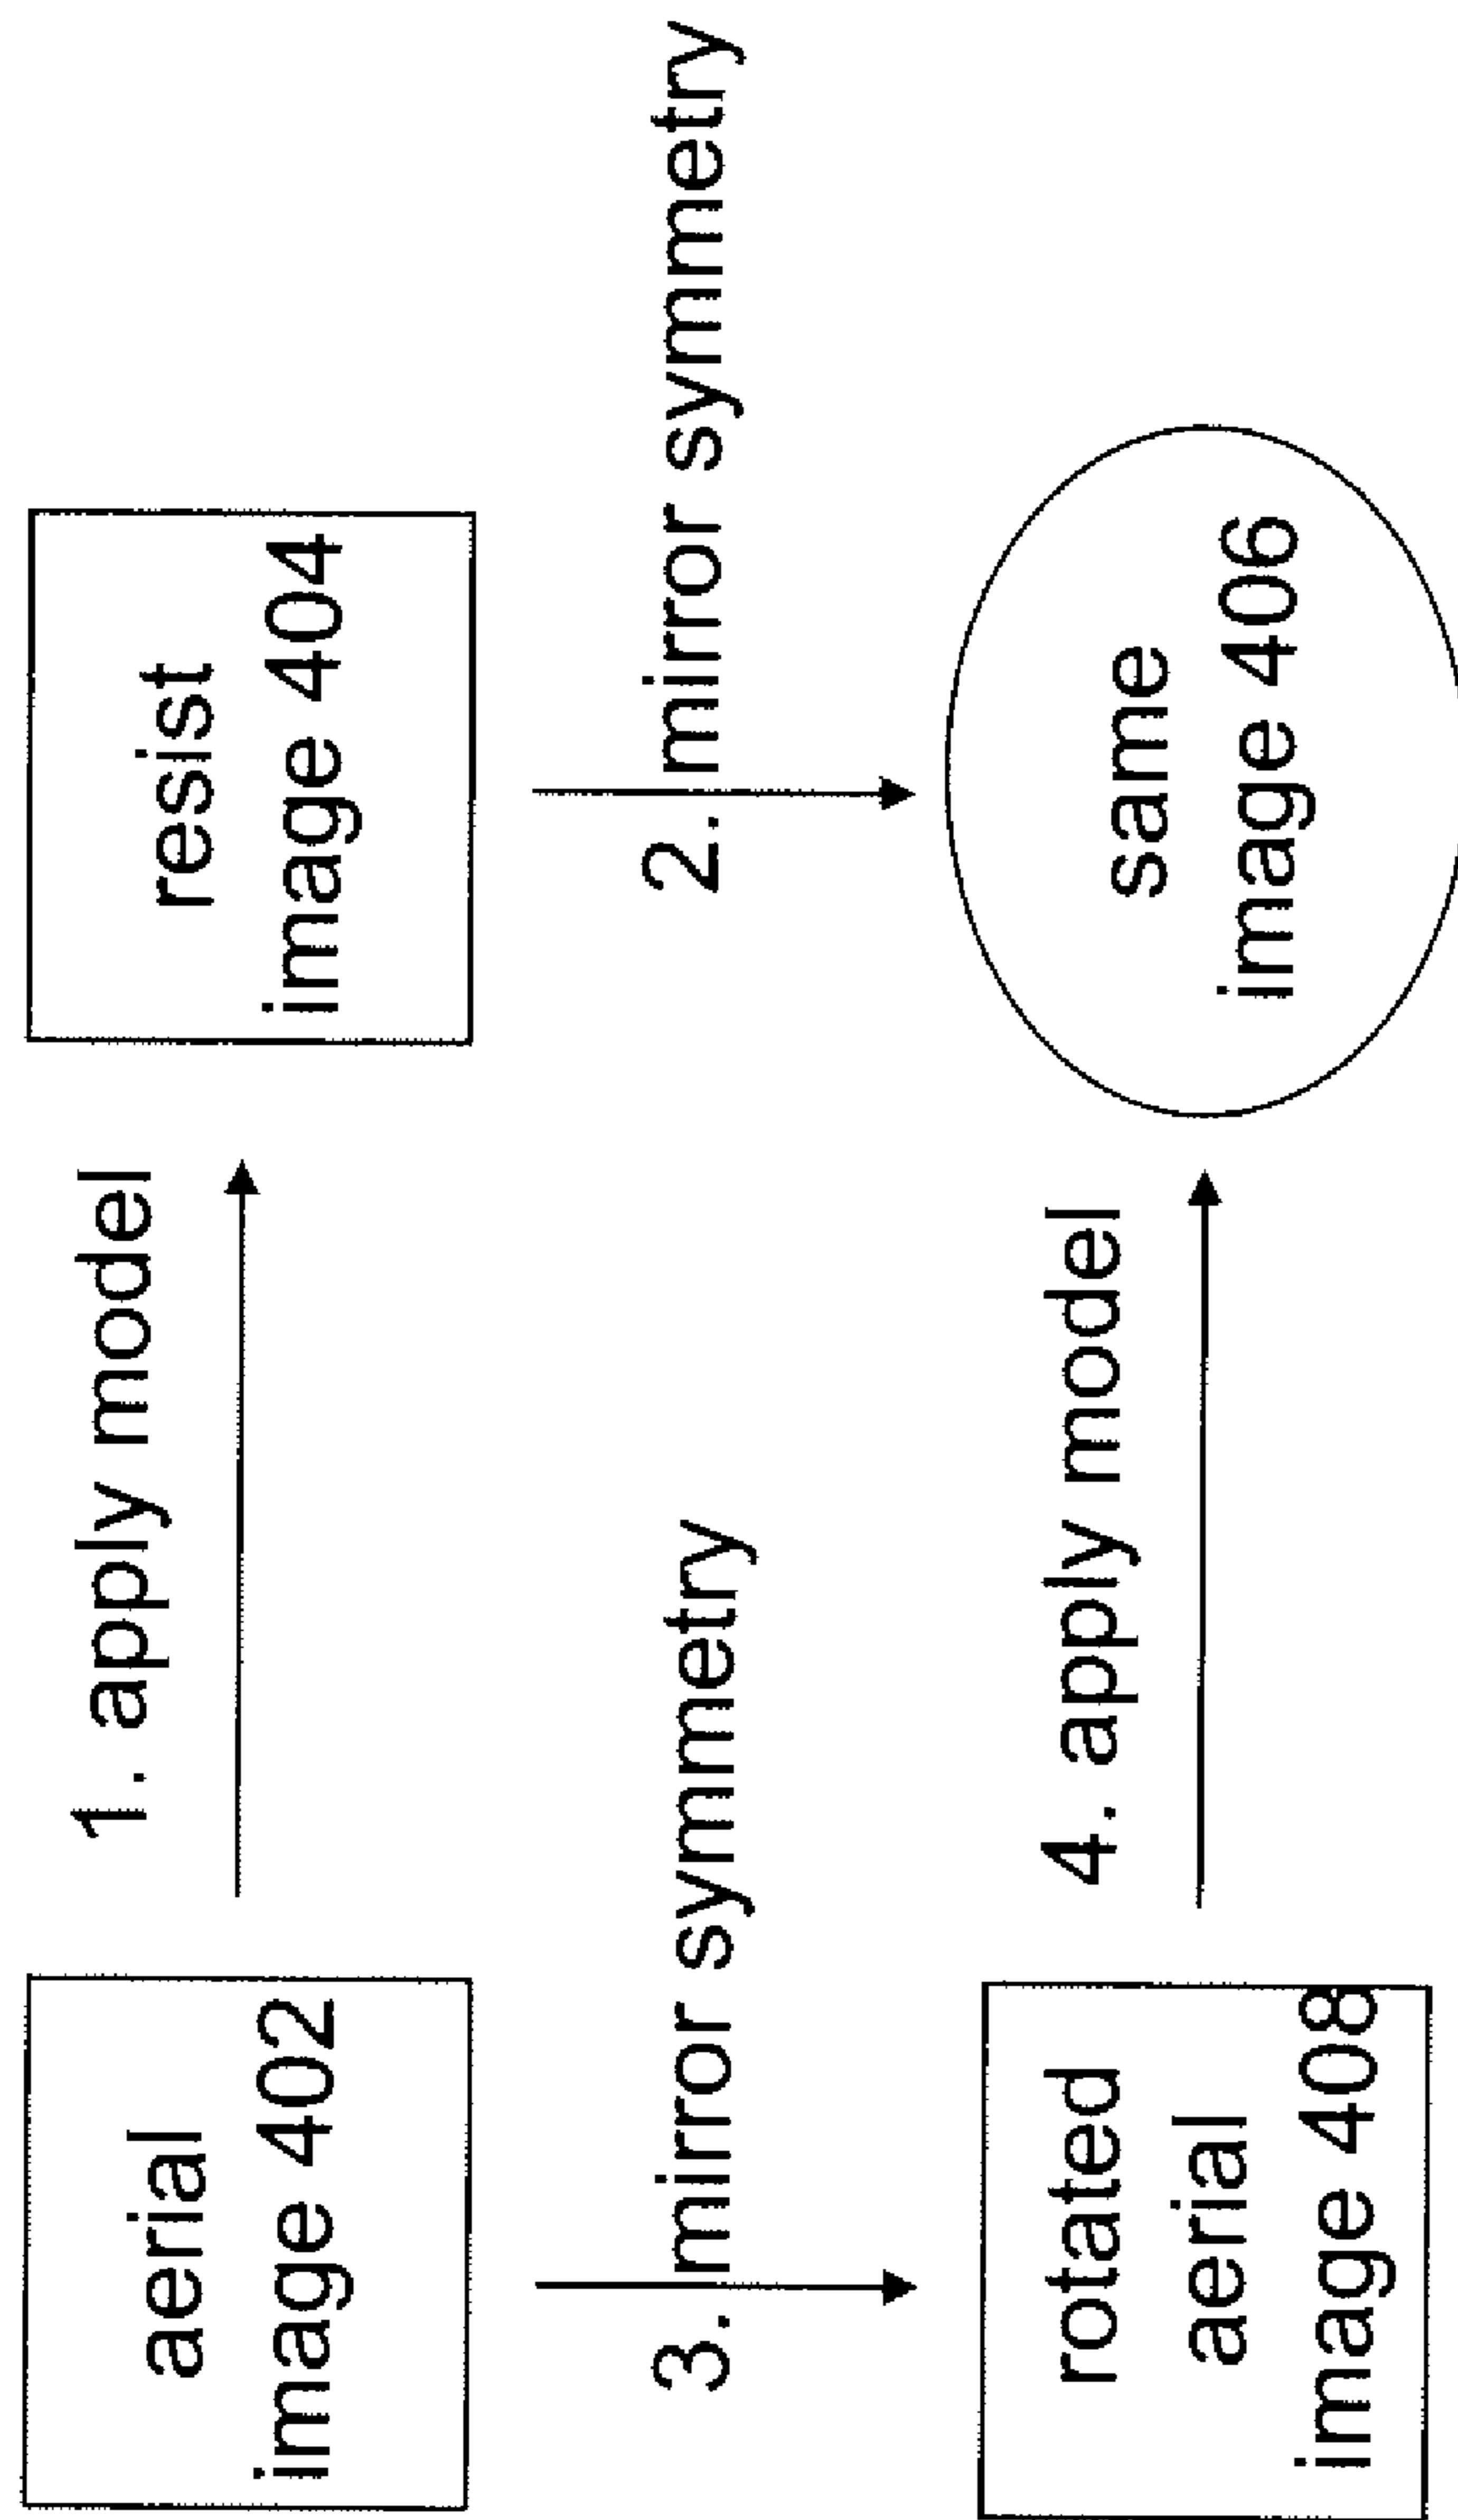 aerial
image 402
1. apply model
resist
image 404
3. mirror symmetry
2. mirror symmetry
rotated
aerial
image 408
4. apply model
same
image 406